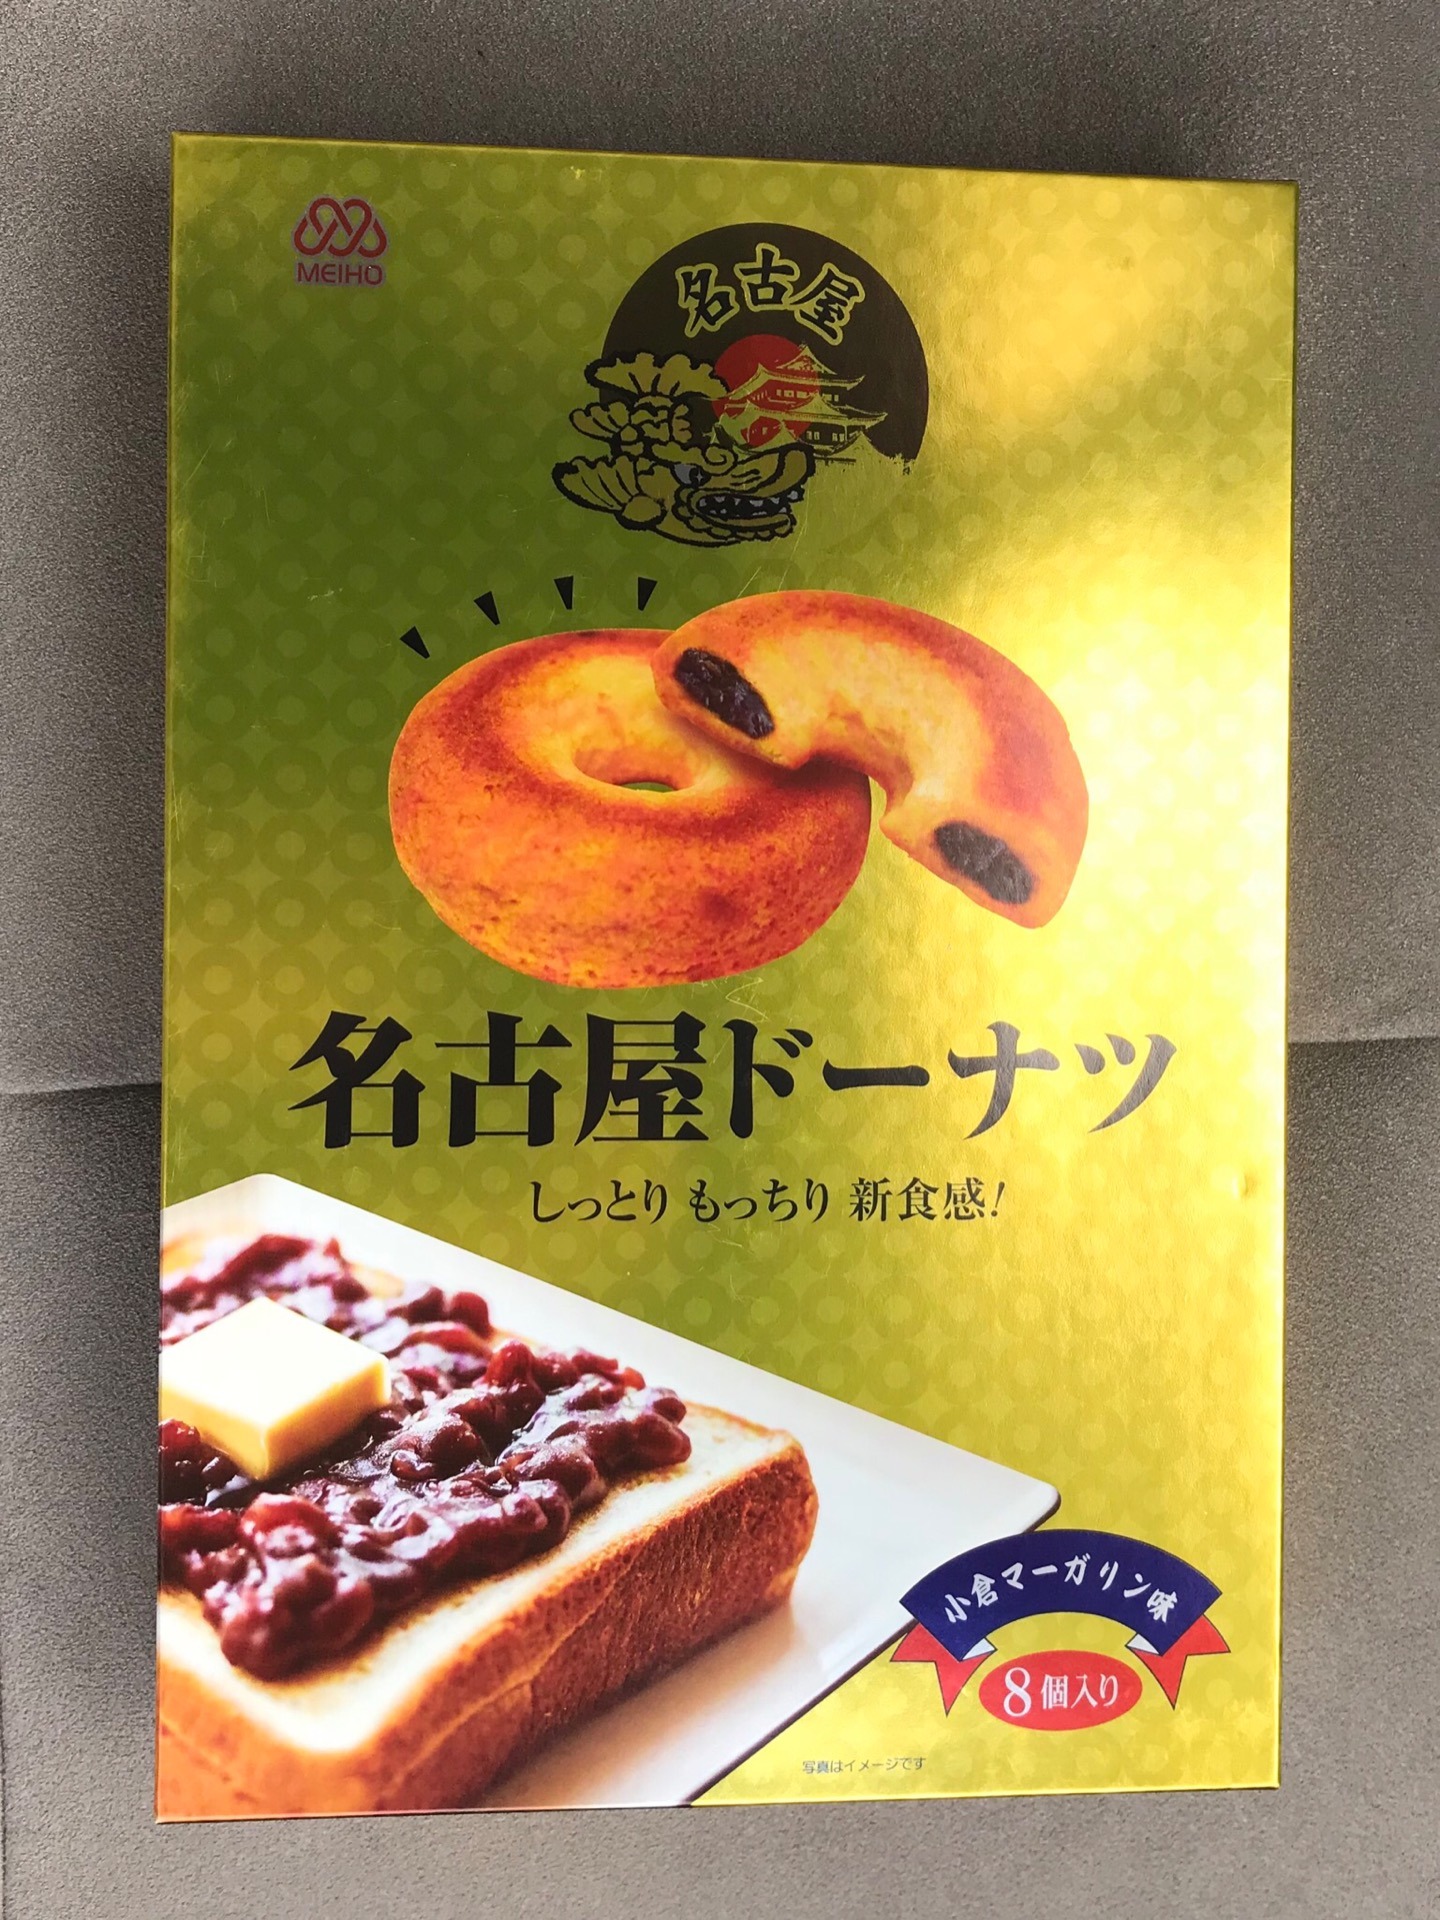 MEIHO
名古屋
名古屋ドーナツ
しっとり もっちり 新食感!
小倉マーガリン味
8個入り
写真はイメージです